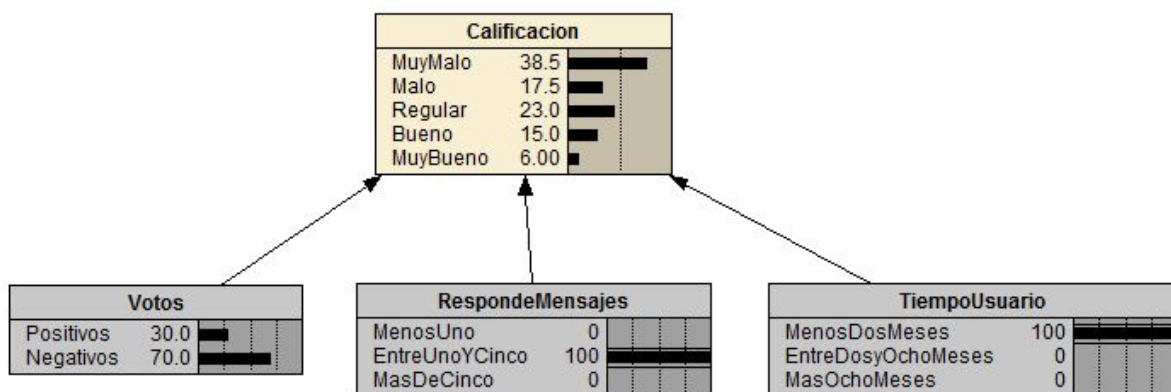 Calificacion
MuyMalo 38.5
Malo 17.5
Regular 23.0
Bueno 15.0
MuyBueno 6.00
Votos
Positivos 30.0
Negativos 70.0
RespondeMensajes
MenosUno 0
EntreUnoYCinco 100
MasDeCinco 0
TiempoUsuario
MenosDosMeses 100
EntreDosyOchoMeses 0
MasOchoMeses 0